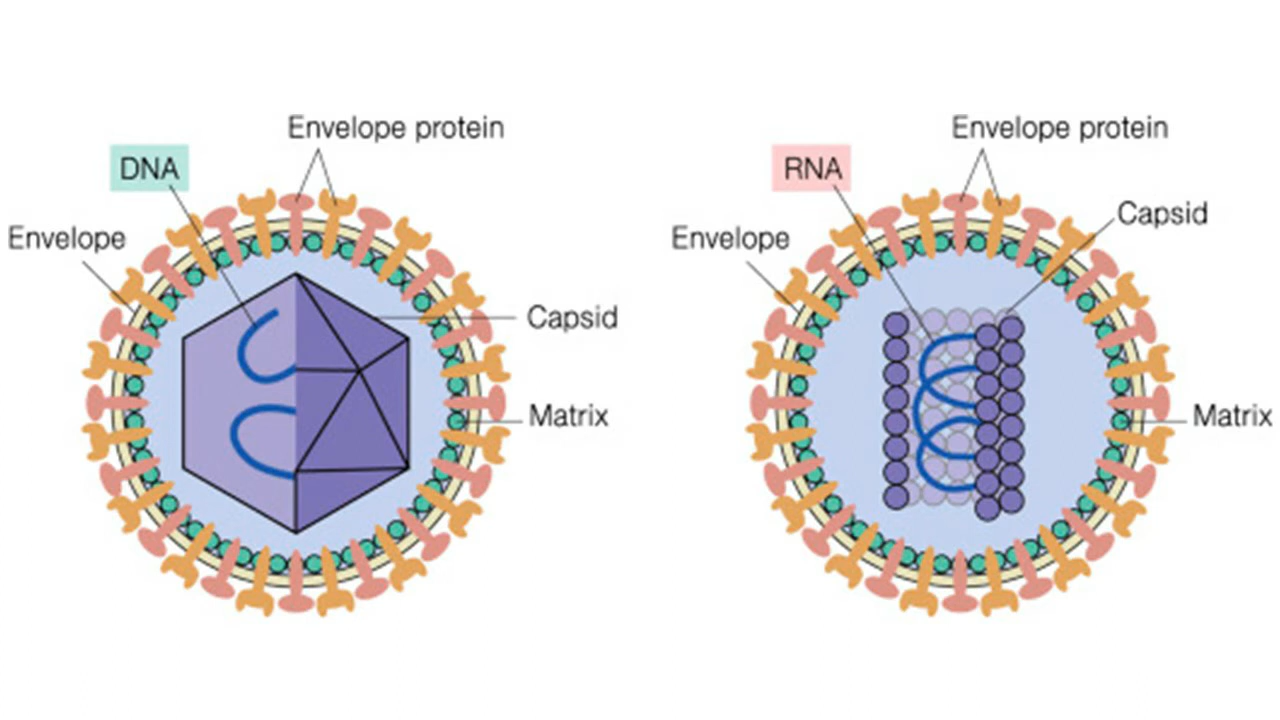 Envelope protein
DNA
Envelope
Capsid
Matrix
Envelope protein
RNA
Capsid
Envelope
Matrix